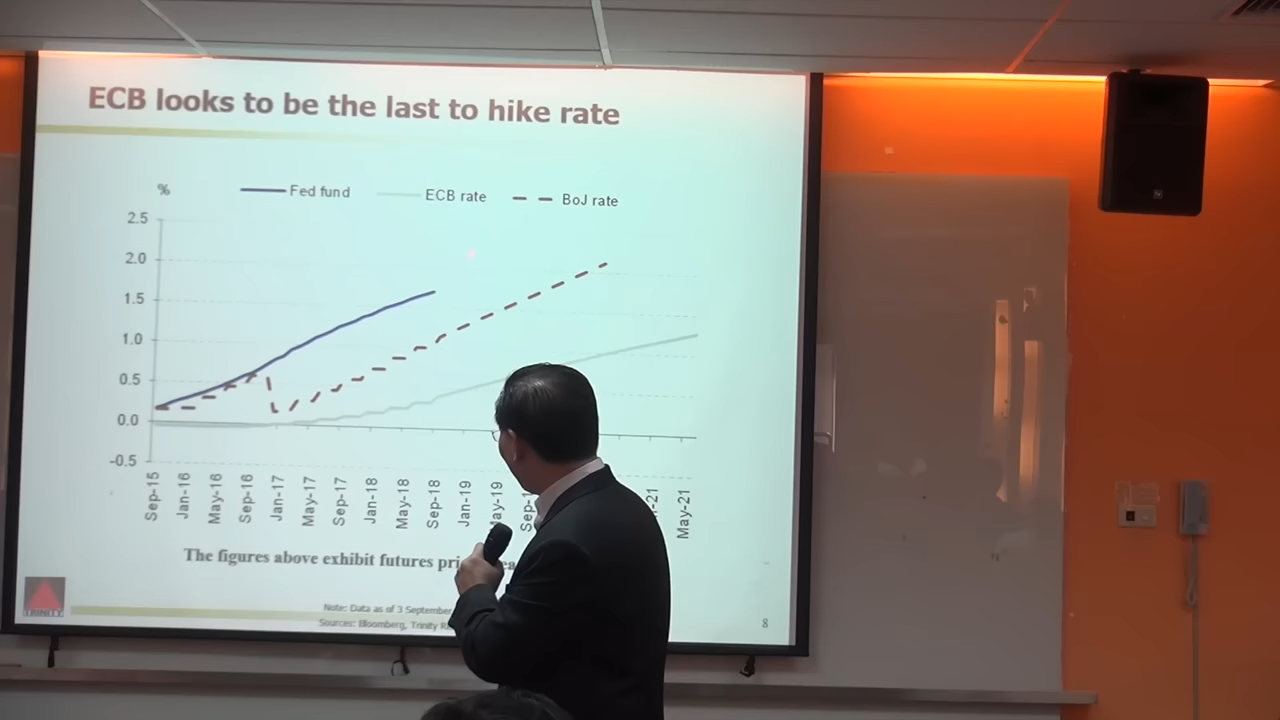 ECB looks to be the last to hike rate
% Fed fund ECB rate BoJ rate
2.5
2.0
1.5
1.0
0.5
0.0
-0.5
Sep-15 Jan-16 May-16 Sep-16 Jan-17 May-17 Sep-17 Jan-18 May-18 Sep-18 Jan-19 May-19 May-21
The figures above exhibit futures
TRINITY
Note: Data as of 3 September
Sources: Bloomberg, Trinity
8